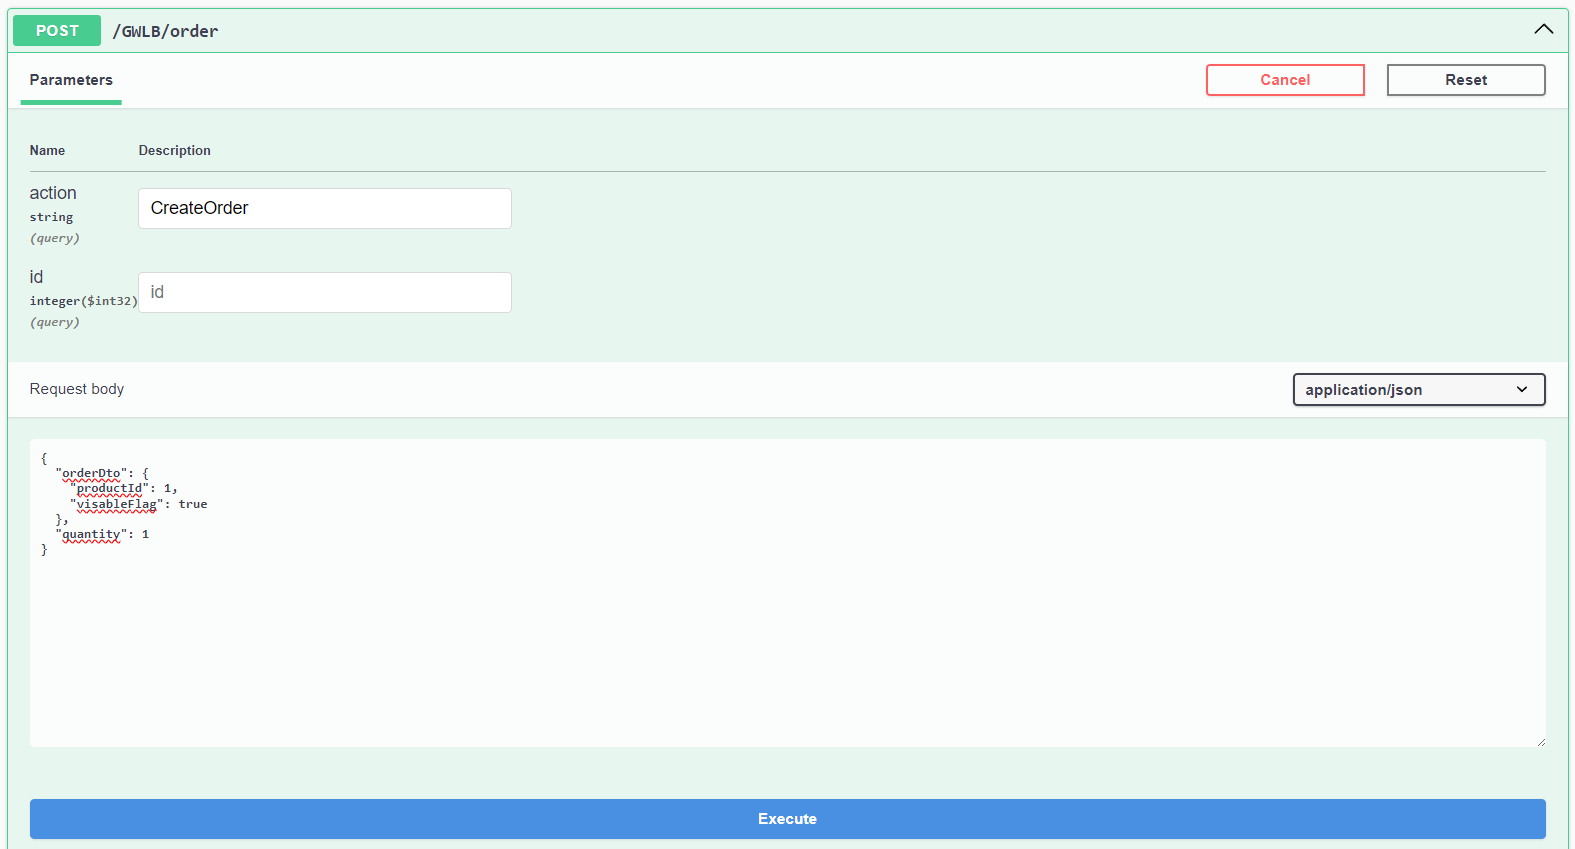 POST /GWLB/order
Parameters
Cancel
Reset
Name Description
action
string
(query)
CreateOrder
id
integer($int32)
(query)
id
Request body
application/json
{
  "orderDto": {
    "productId": 1,
    "visableFlag": true
  },
  "quantity": 1
}
Execute